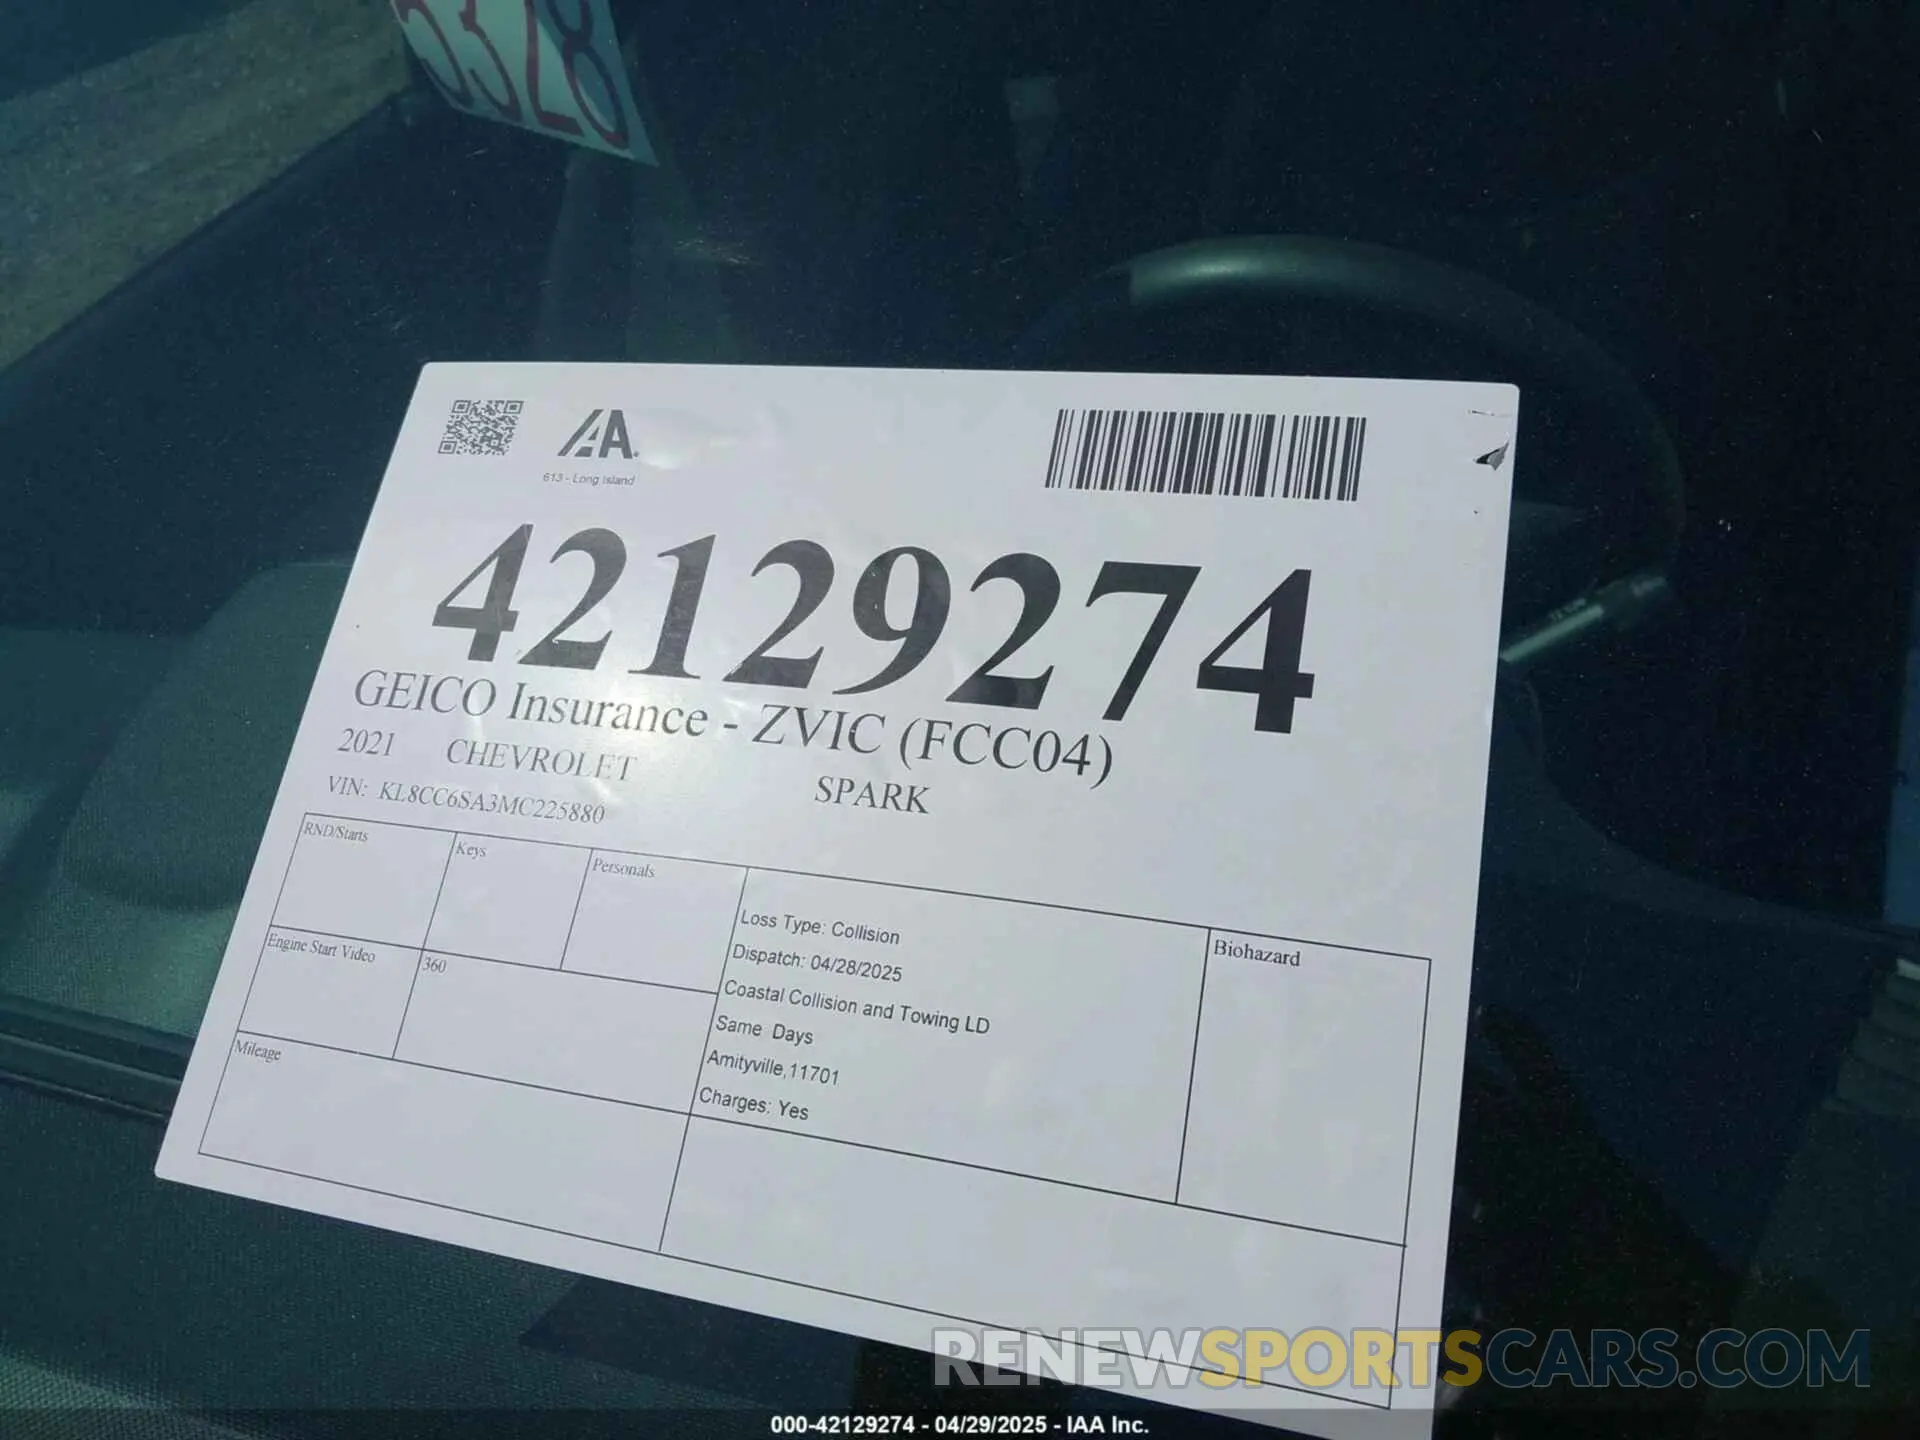 5328
IAA.
613 - Long Island
42129274
GEICO Insurance - ZVIC (FCC04)
2021 CHEVROLET SPARK
VIN: KL8CC6SA3MC225880
RND/Starts
Keys
Personals
Engine Start Video
360
Mileage
Loss Type: Collision
Dispatch: 04/28/2025
Coastal Collision and Towing LD
Same Days
Amityville,11701
Charges: Yes
Biohazard
RENEWSPORTSCARS.COM
000-42129274 - 04/29/2025 - IAA Inc.